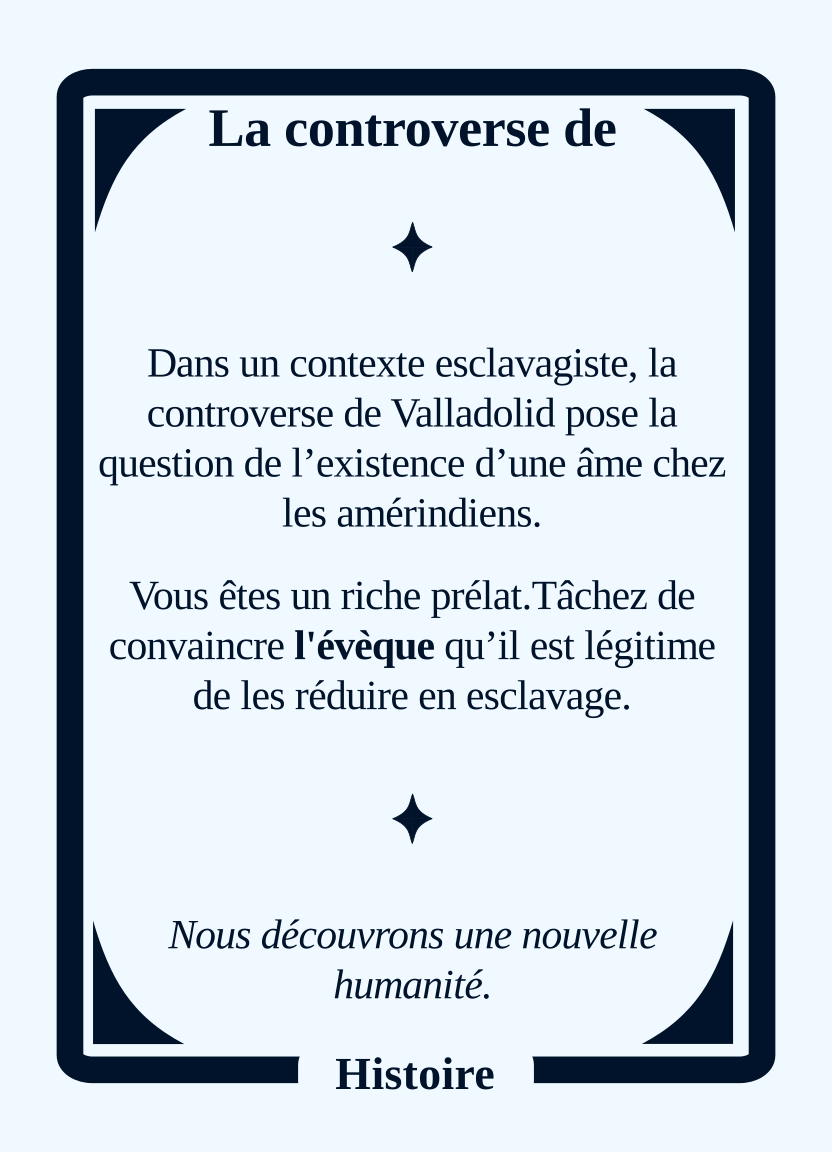 La controverse de
Dans un contexte esclavagiste, la
controverse de Valladolid pose la
question de l’existence d’une âme chez
les amérindiens.
Vous êtes un riche prélat.Tâchez de
convaincre l'évèque qu’il est légitime
de les réduire en esclavage.
Nous découvrons une nouvelle
humanité.
Histoire